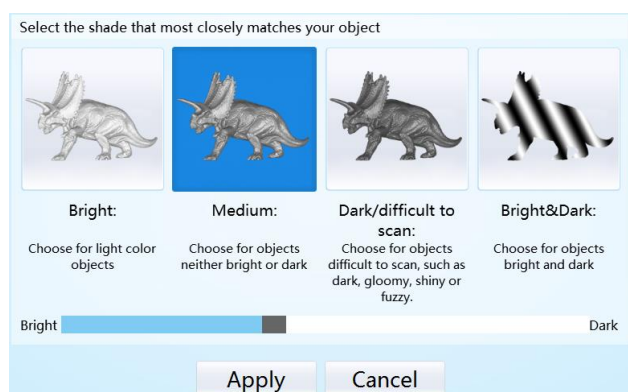 Select the shade that most closely matches your object
Bright:
Choose for light color
objects
Medium:
Choose for objects
neither bright or dark
Dark/difficult to
scan:
Choose for objects
difficult to scan, such as
dark, gloomy, shiny or
fuzzy.
Bright&Dark:
Choose for objects
bright and dark
Bright
Dark
Apply
Cancel